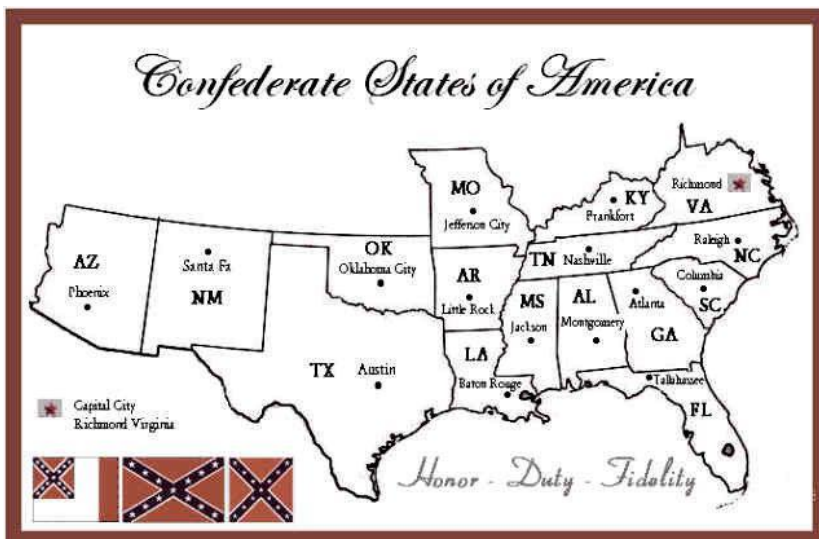 Confederate States of America
MO
Jefferson City
KY
Frankfort
Richmond
VA
AZ
Phoenix
Santa Fa
NM
OK
Oklahoma City
AR
Little Rock
TN
Nashville
Raleigh
NC
Columbia
SC
MS
Jackson
AL
Montgomery
Atlanta
GA
TX
Austin
LA
Baton Rouge
Tallahassee
FL
Capital City
Richmond Virginia
Honor - Duty - Fidelity